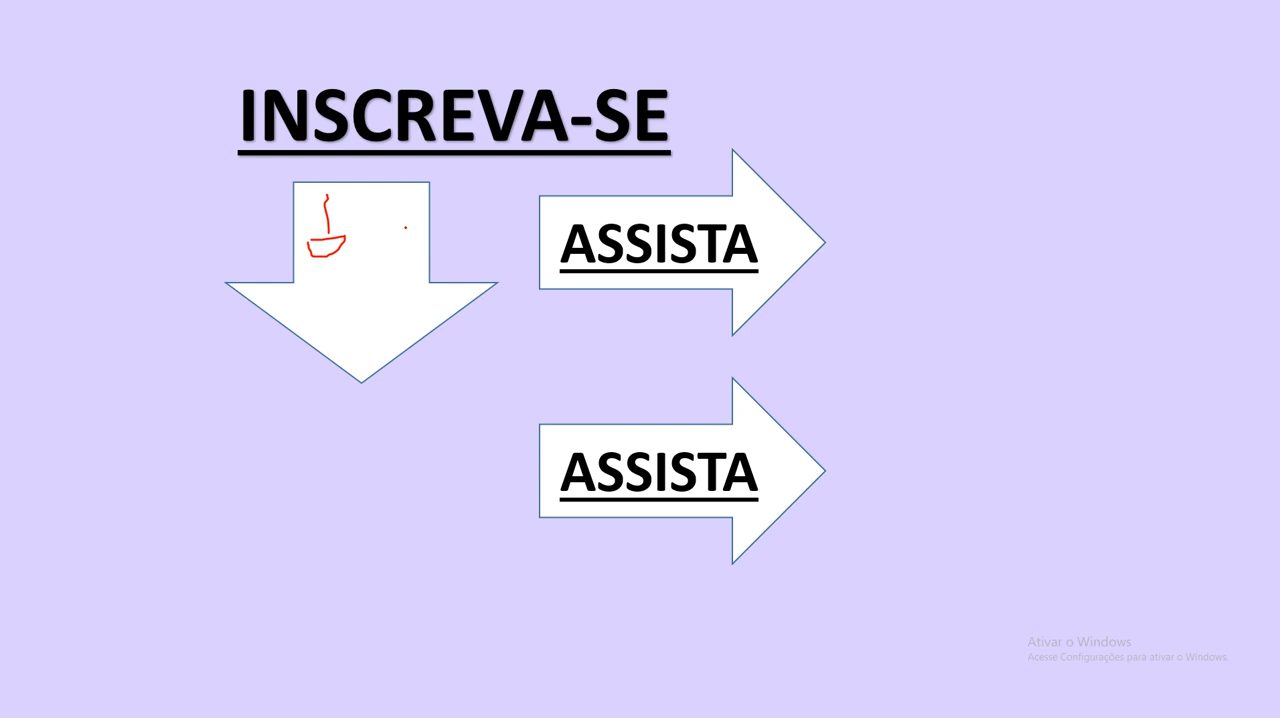 INSCREVA-SE
ASSISTA
ASSISTA
Ativar o Windows
Acesse Configurações para ativar o Windows.